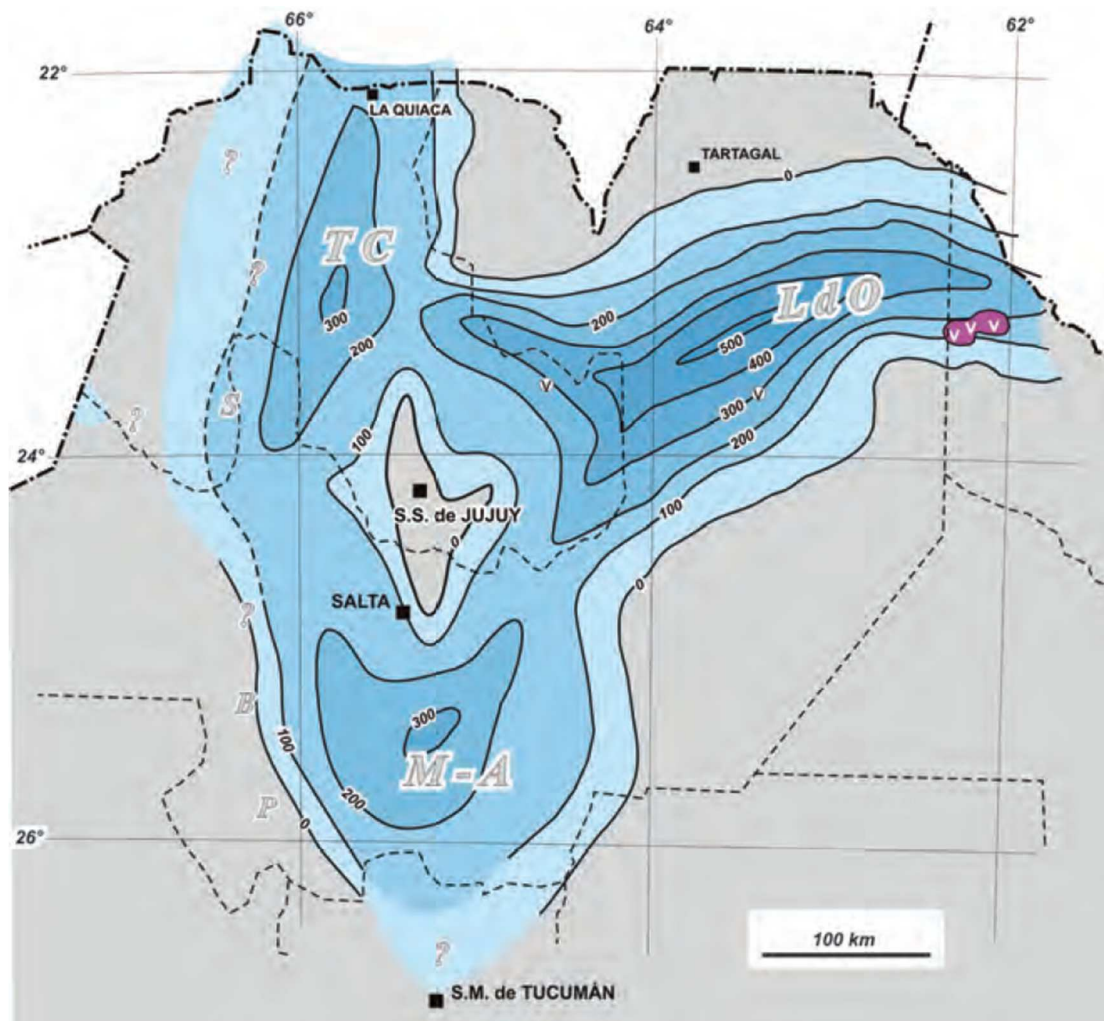 66°
64°
62°
22°
LA QUIACA
TARTAGAL
0
?
TC
?
LdO
200
300
500
V V V
200
400
V
300
V
S
?
100
200
24°
S.S. de JUJUY
100
0
0
SALTA
?
B
300
100
M-A
200
P
0
26°
100 km
?
S.M. de TUCUMÁN